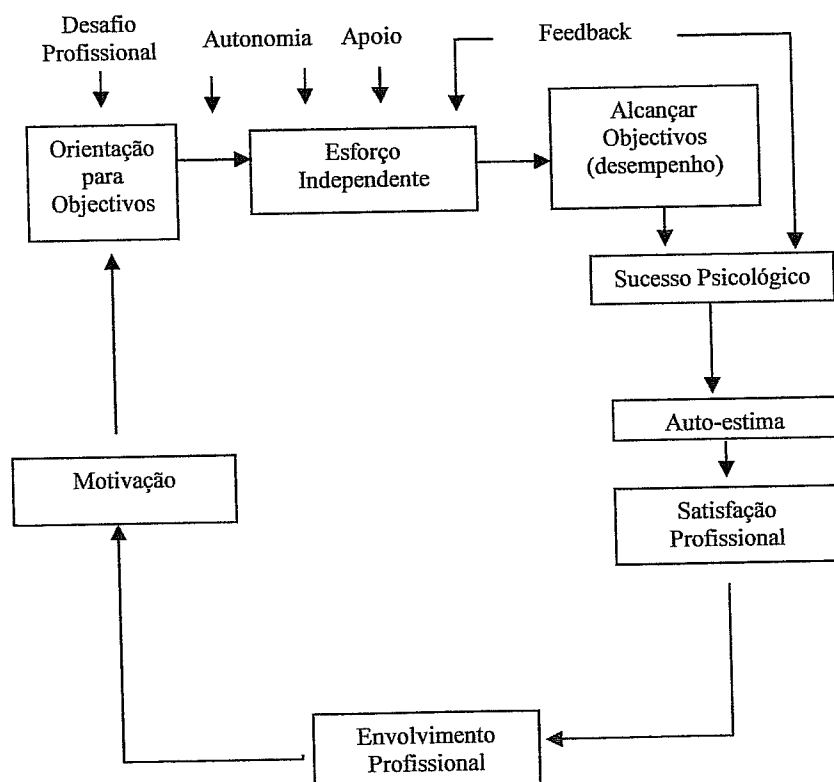 Desafio
Profissional
Autonomia
Apoio
Feedback
Orientação
para
Objectivos
Esforço
Independente
Alcançar
Objectivos
(desempenho)
Sucesso Psicológico
Auto-estima
Satisfação
Profissional
Envolvimento
Profissional
Motivação